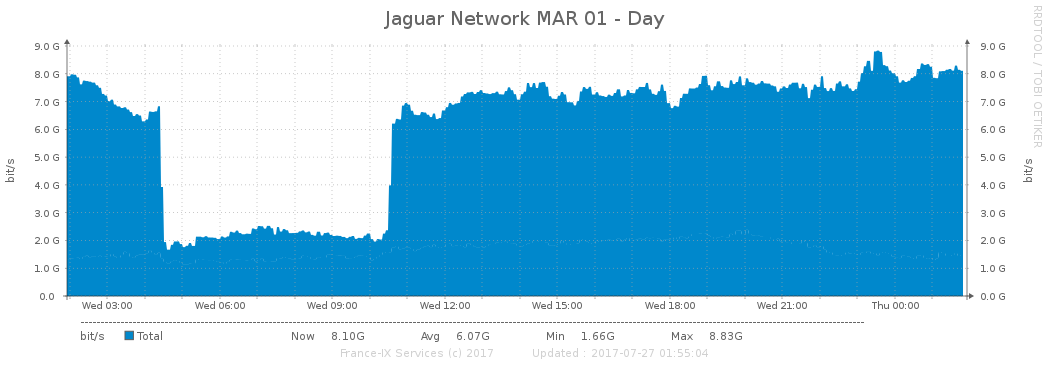 Jaguar Network MAR 01 - Day
RRDTOOL / TOBI OETIKER
bit/s
9.0 G 9.0 G
8.0 G 8.0 G
7.0 G 7.0 G
6.0 G 6.0 G
5.0 G 5.0 G
4.0 G 4.0 G
3.0 G 3.0 G
2.0 G 2.0 G
1.0 G 1.0 G
0.0 0.0 G
bit/s
Wed 03:00 Wed 06:00 Wed 09:00 Wed 12:00 Wed 15:00 Wed 18:00 Wed 21:00 Thu 00:00
bit/s Total Now 8.10G Avg 6.07G Min 1.66G Max 8.83G
France-IX Services (c) 2017 Updated : 2017-07-27 01:55:04